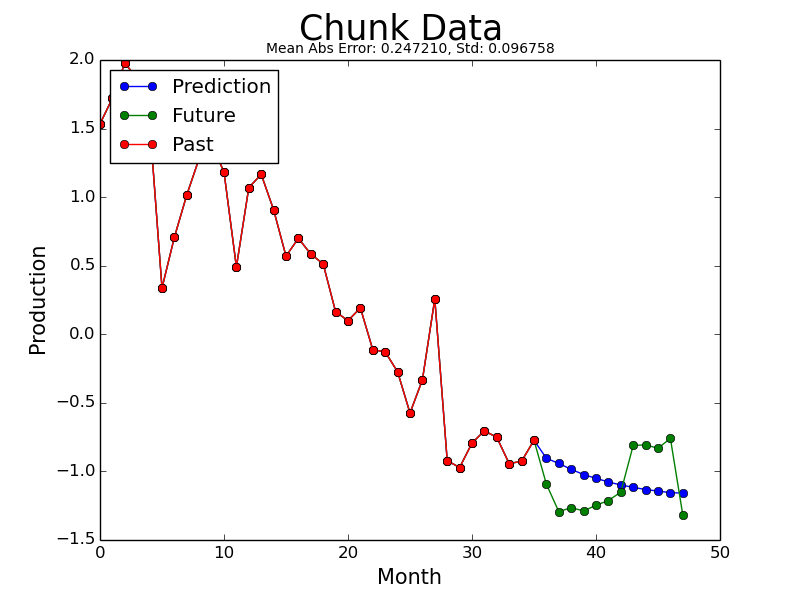 Chunk Data
Mean Abs Error: 0.247210, Std: 0.096758
Prediction
Future
Past
2.0
1.5
1.0
0.5
0.0
−0.5
−1.0
−1.5
Production
0
10
20
30
40
50
Month